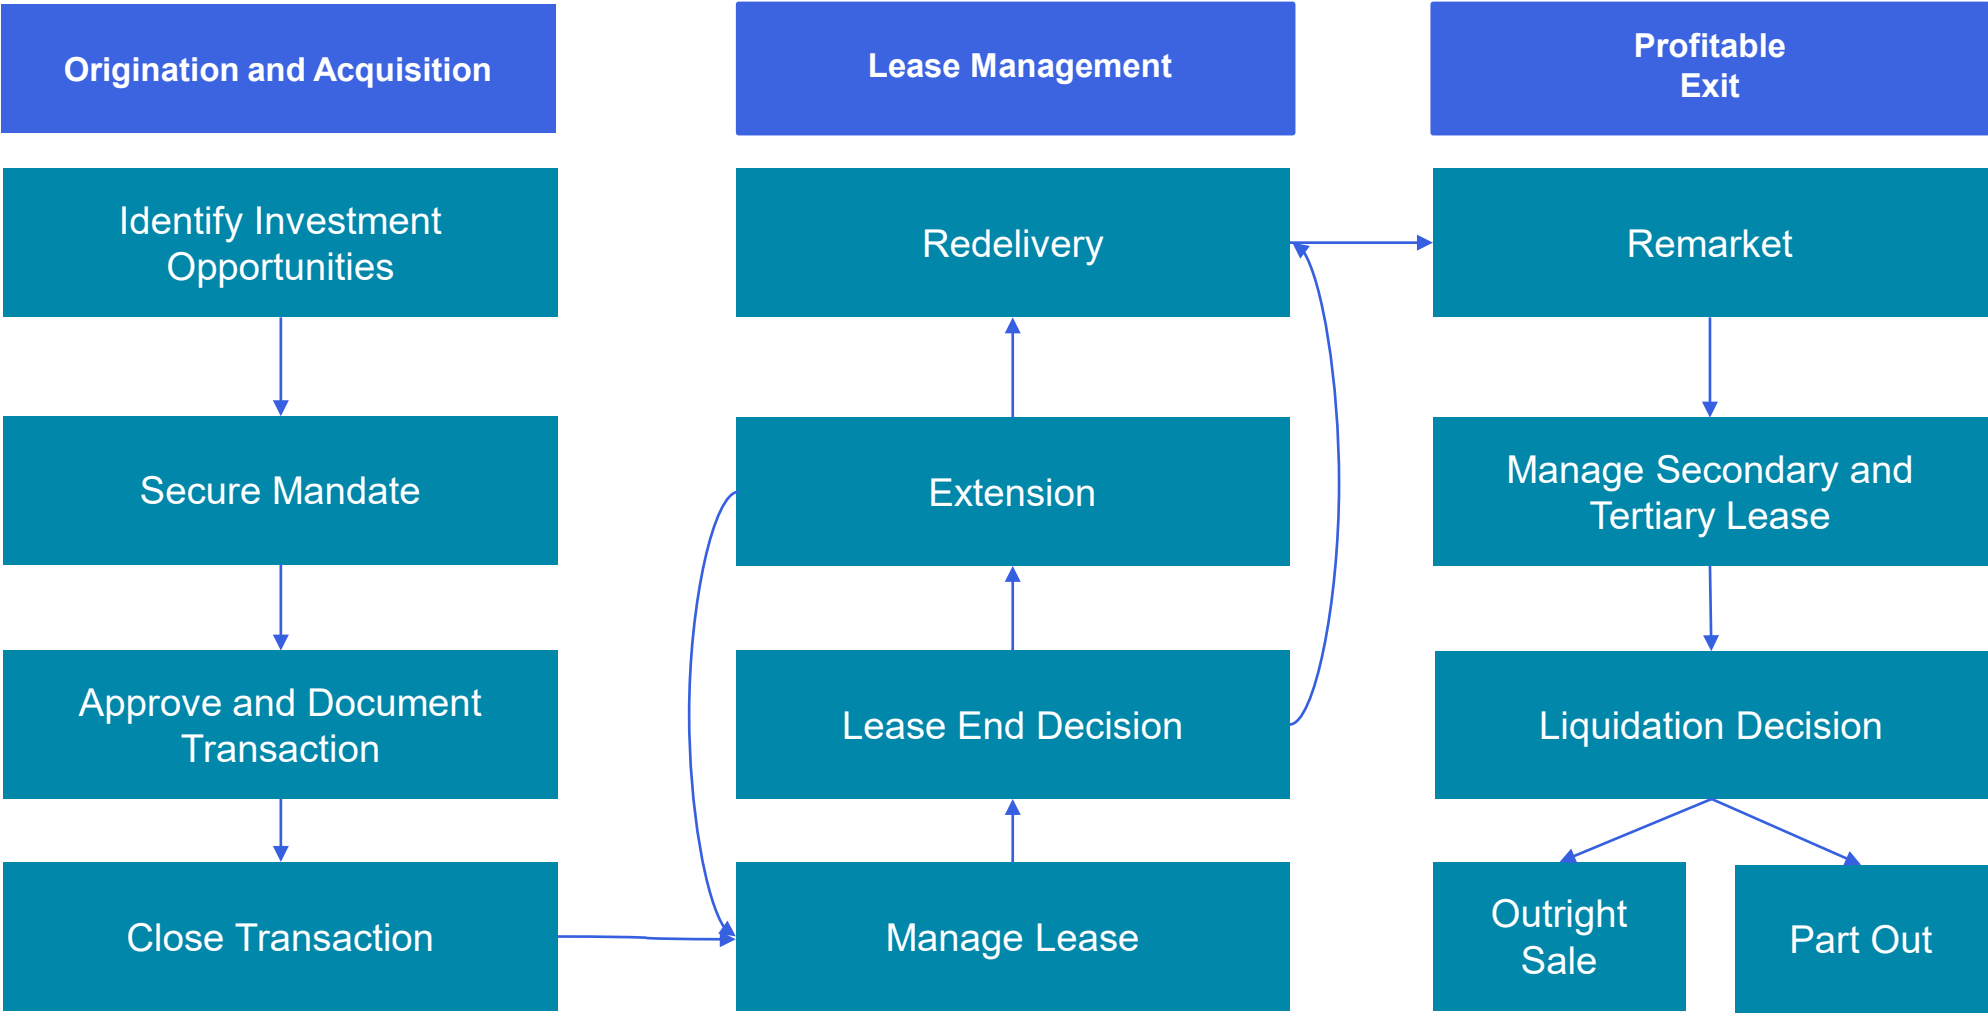 Origination and Acquisition
Identify Investment
Opportunities
Secure Mandate
Approve and Document
Transaction
Close Transaction
Lease Management
Redelivery
Extension
Lease End Decision
Manage Lease
Profitable
Exit
Remarket
Manage Secondary and
Tertiary Lease
Liquidation Decision
Outright
Sale
Part Out